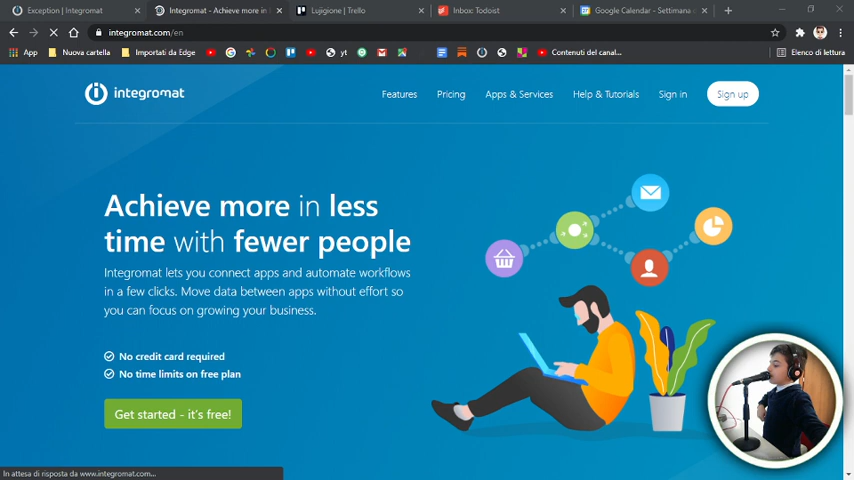 Exception | Integromat
Integromat - Achieve more in
Lujigione | Trello
Inbox: Todoist
Google Calendar - Settimana
integromat.com/en
App
Nuova cartella
Importati da Edge
yt
Contenuti del canal...
Elenco di lettura
integromat
Features
Pricing
Apps & Services
Help & Tutorials
Sign in
Sign up
Achieve more in less
time with fewer people
Integromat lets you connect apps and automate workflows
in a few clicks. Move data between apps without effort so
you can focus on growing your business.
No credit card required
No time limits on free plan
Get started - it's free!
In attesa di risposta da www.integromat.com...